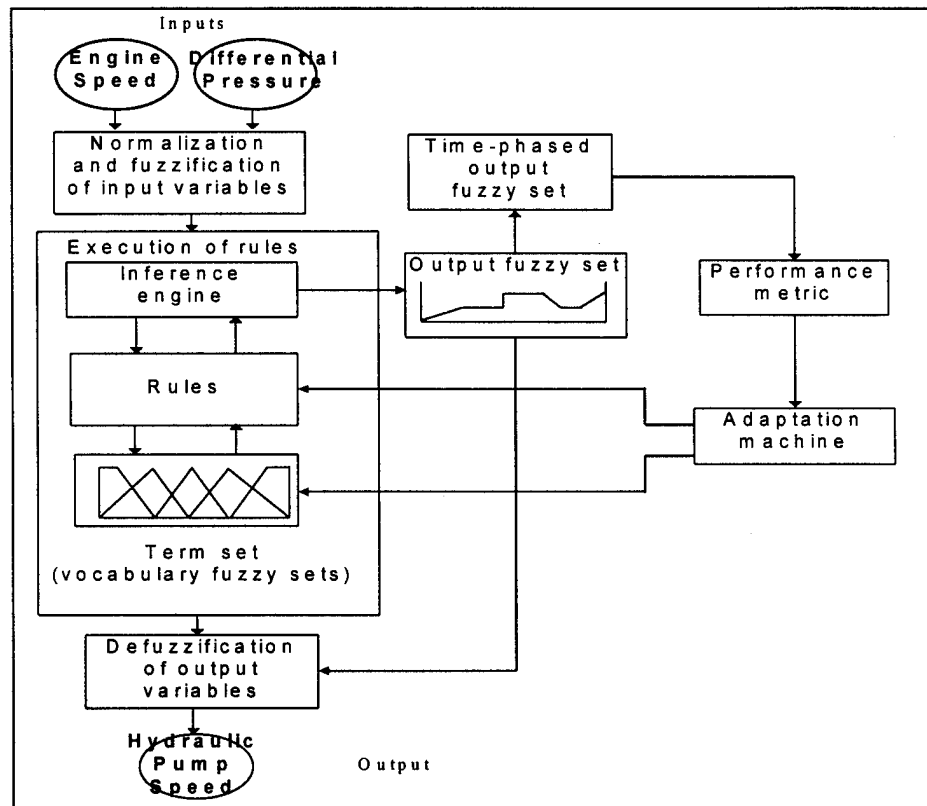 Inputs
Engine
Speed
Differential
Pressure
Normalization
and fuzzification
of input variables
Time-phased
output
fuzzy set
Execution of rules
Inference
engine
Output fuzzy set
Performance
metric
Rules
Adaptation
machine
Term set
(vocabulary fuzzy sets)
Defuzzification
of output
variables
Hydraulic
Pump
Speed
Output